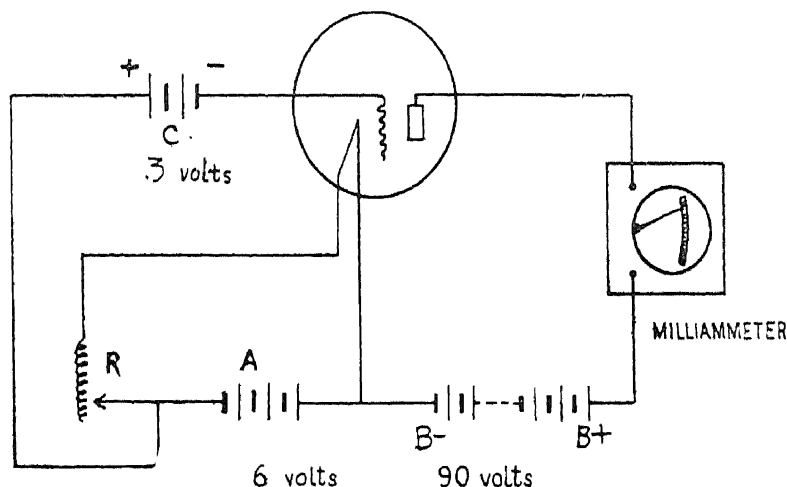 + -
C.
.3 volts
MILLIAMMETER
R
A
B-
B+
6 volts
90 volts